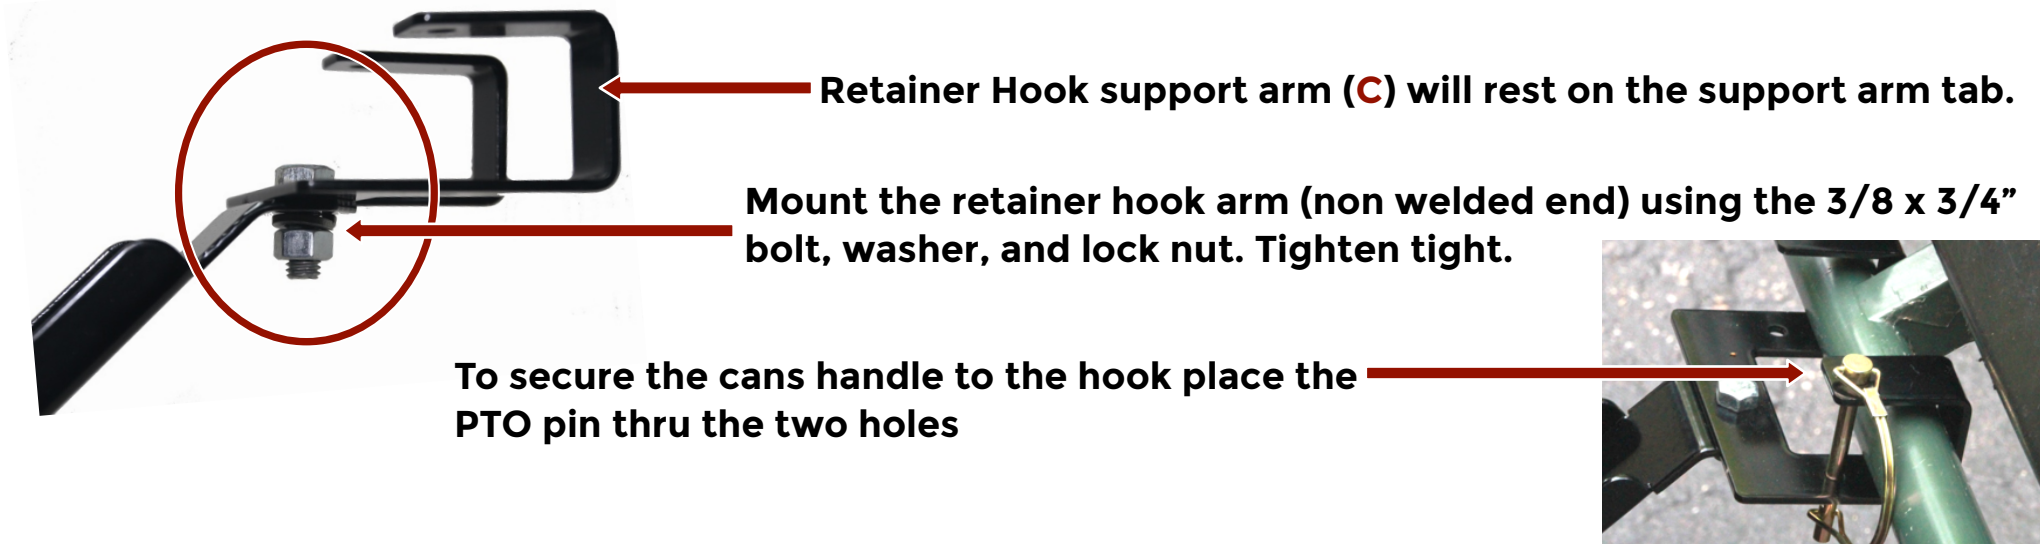 Retainer Hook support arm (C) will rest on the support arm tab.
Mount the retainer hook arm (non welded end) using the 3/8 x 3/4”
bolt, washer, and lock nut. Tighten tight.
To secure the cans handle to the hook place the
PTO pin thru the two holes